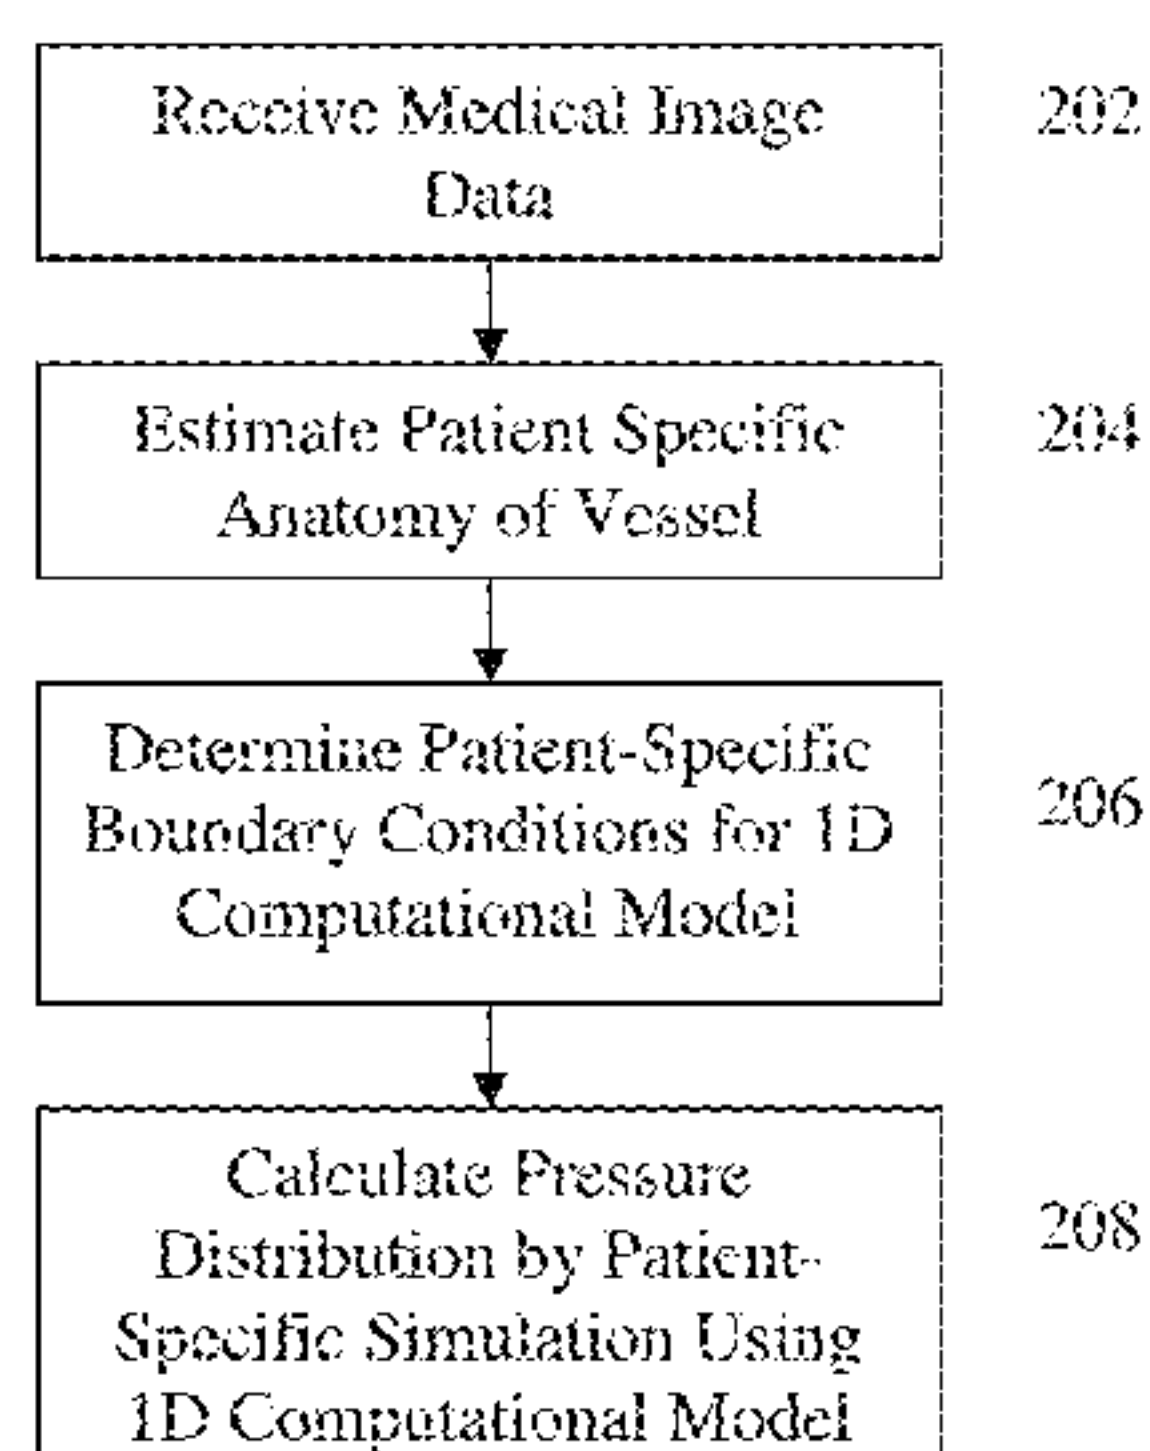 Receive Medical Image
Data
202
Estimate Patient Specific
Anatomy of Vessel
204
Determine Patient-Specific
Boundary Conditions for 1D
Computational Model
206
Calculate Pressure
Distribution by Patient-
Specific Simulation Using
1D Computational Model
208